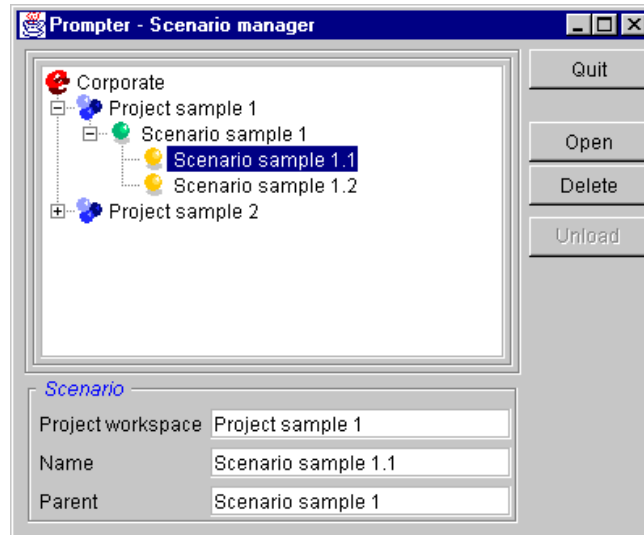 Prompter - Scenario manager
Corporate
Project sample 1
Scenario sample 1
Scenario sample 1.1
Scenario sample 1.2
Project sample 2
Quit
Open
Delete
Unload
Scenario
Project workspace Project sample 1
Name Scenario sample 1.1
Parent Scenario sample 1